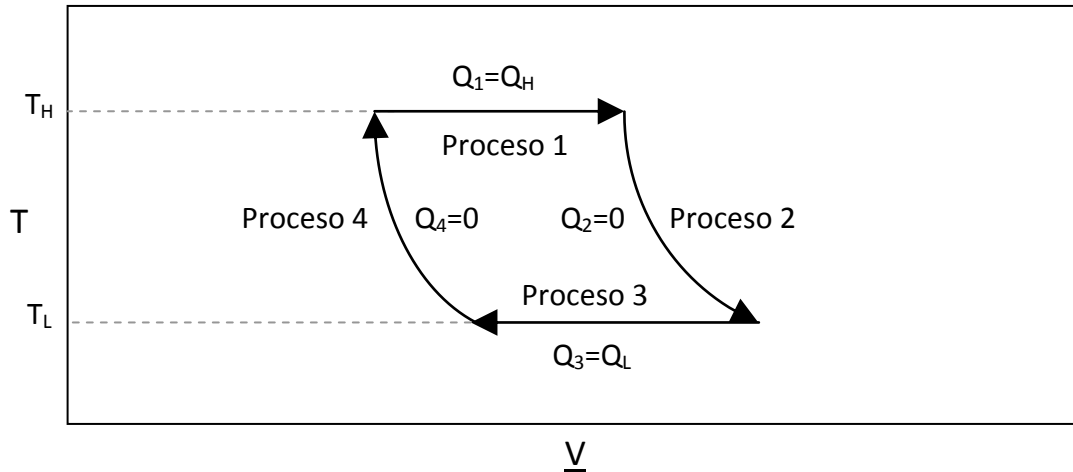 Q₁=Q_H
T_H
Proceso 1
Proceso 4
Q₄=0
Q₂=0
Proceso 2
T
Proceso 3
T_L
Q₃=Q_L
V